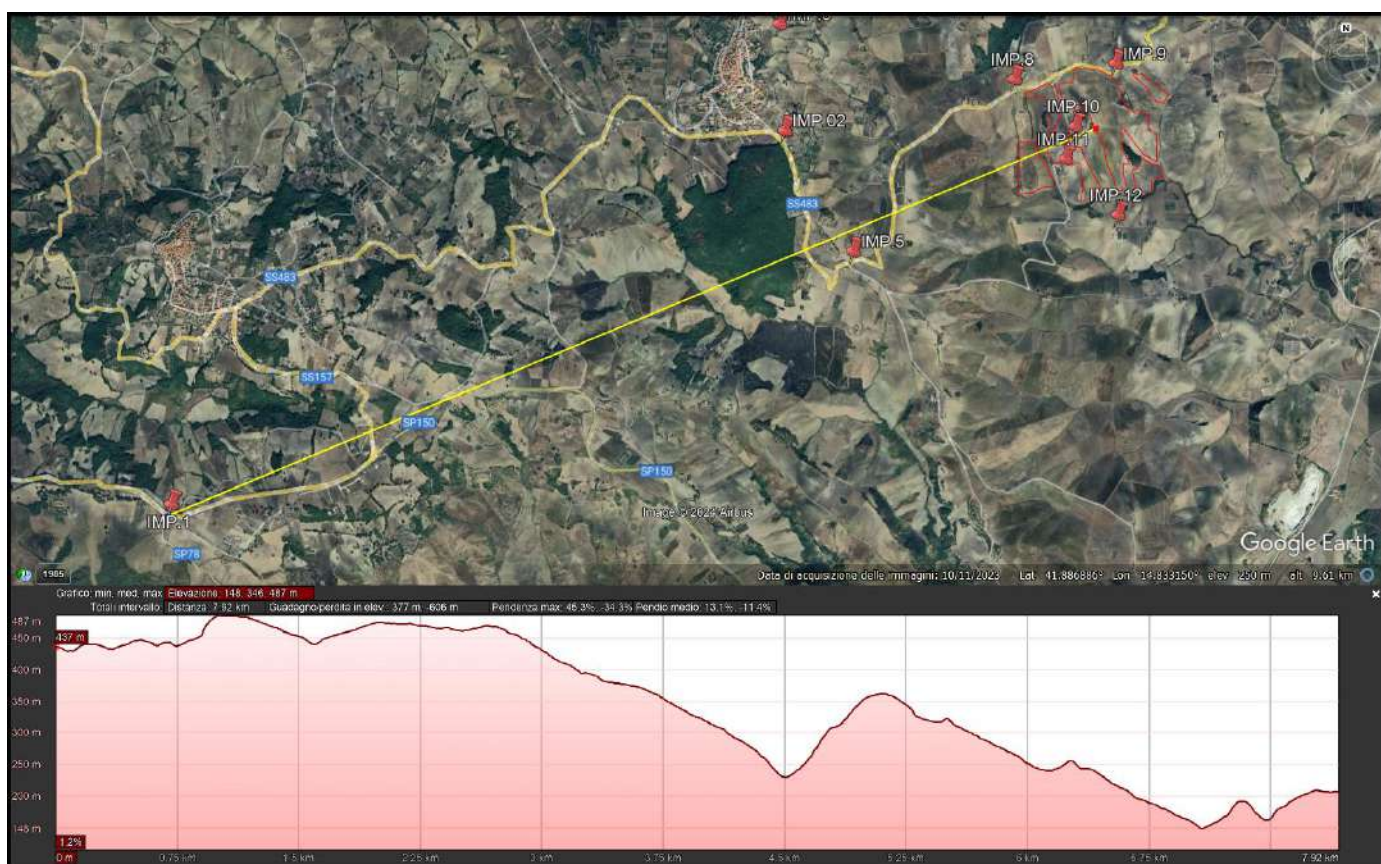 IMP.8
IMP.9
IMP.10
IMP.02
IMP.11
IMP.12
SS483
IMP.5
SS483
SS157
SP150
SP150
IMP.1
Image © 2024 Airbus
SP78
Google Earth
1985
Data di acquisizione delle immagini: 10/11/2023 Lat 41.886886° Lon 14.833150° elev 250 m alt 9.61 km
Grafico: min, med, max Elevazione: 148, 346, 487 m
Totali intervallo: Distanza: 7.92 km Guadagno/perdita in elev.: 377 m, -606 m Pendenza max: 45.3%, -34.3% Pendio medio: 13.1%, -11.4%
487 m
450 m
437 m
400 m
350 m
300 m
250 m
200 m
148 m
1.2%
0 m 0.75 km 1.5 km 2.25 km 3 km 3.75 km 4.5 km 5.25 km 6 km 6.75 km 7.92 km